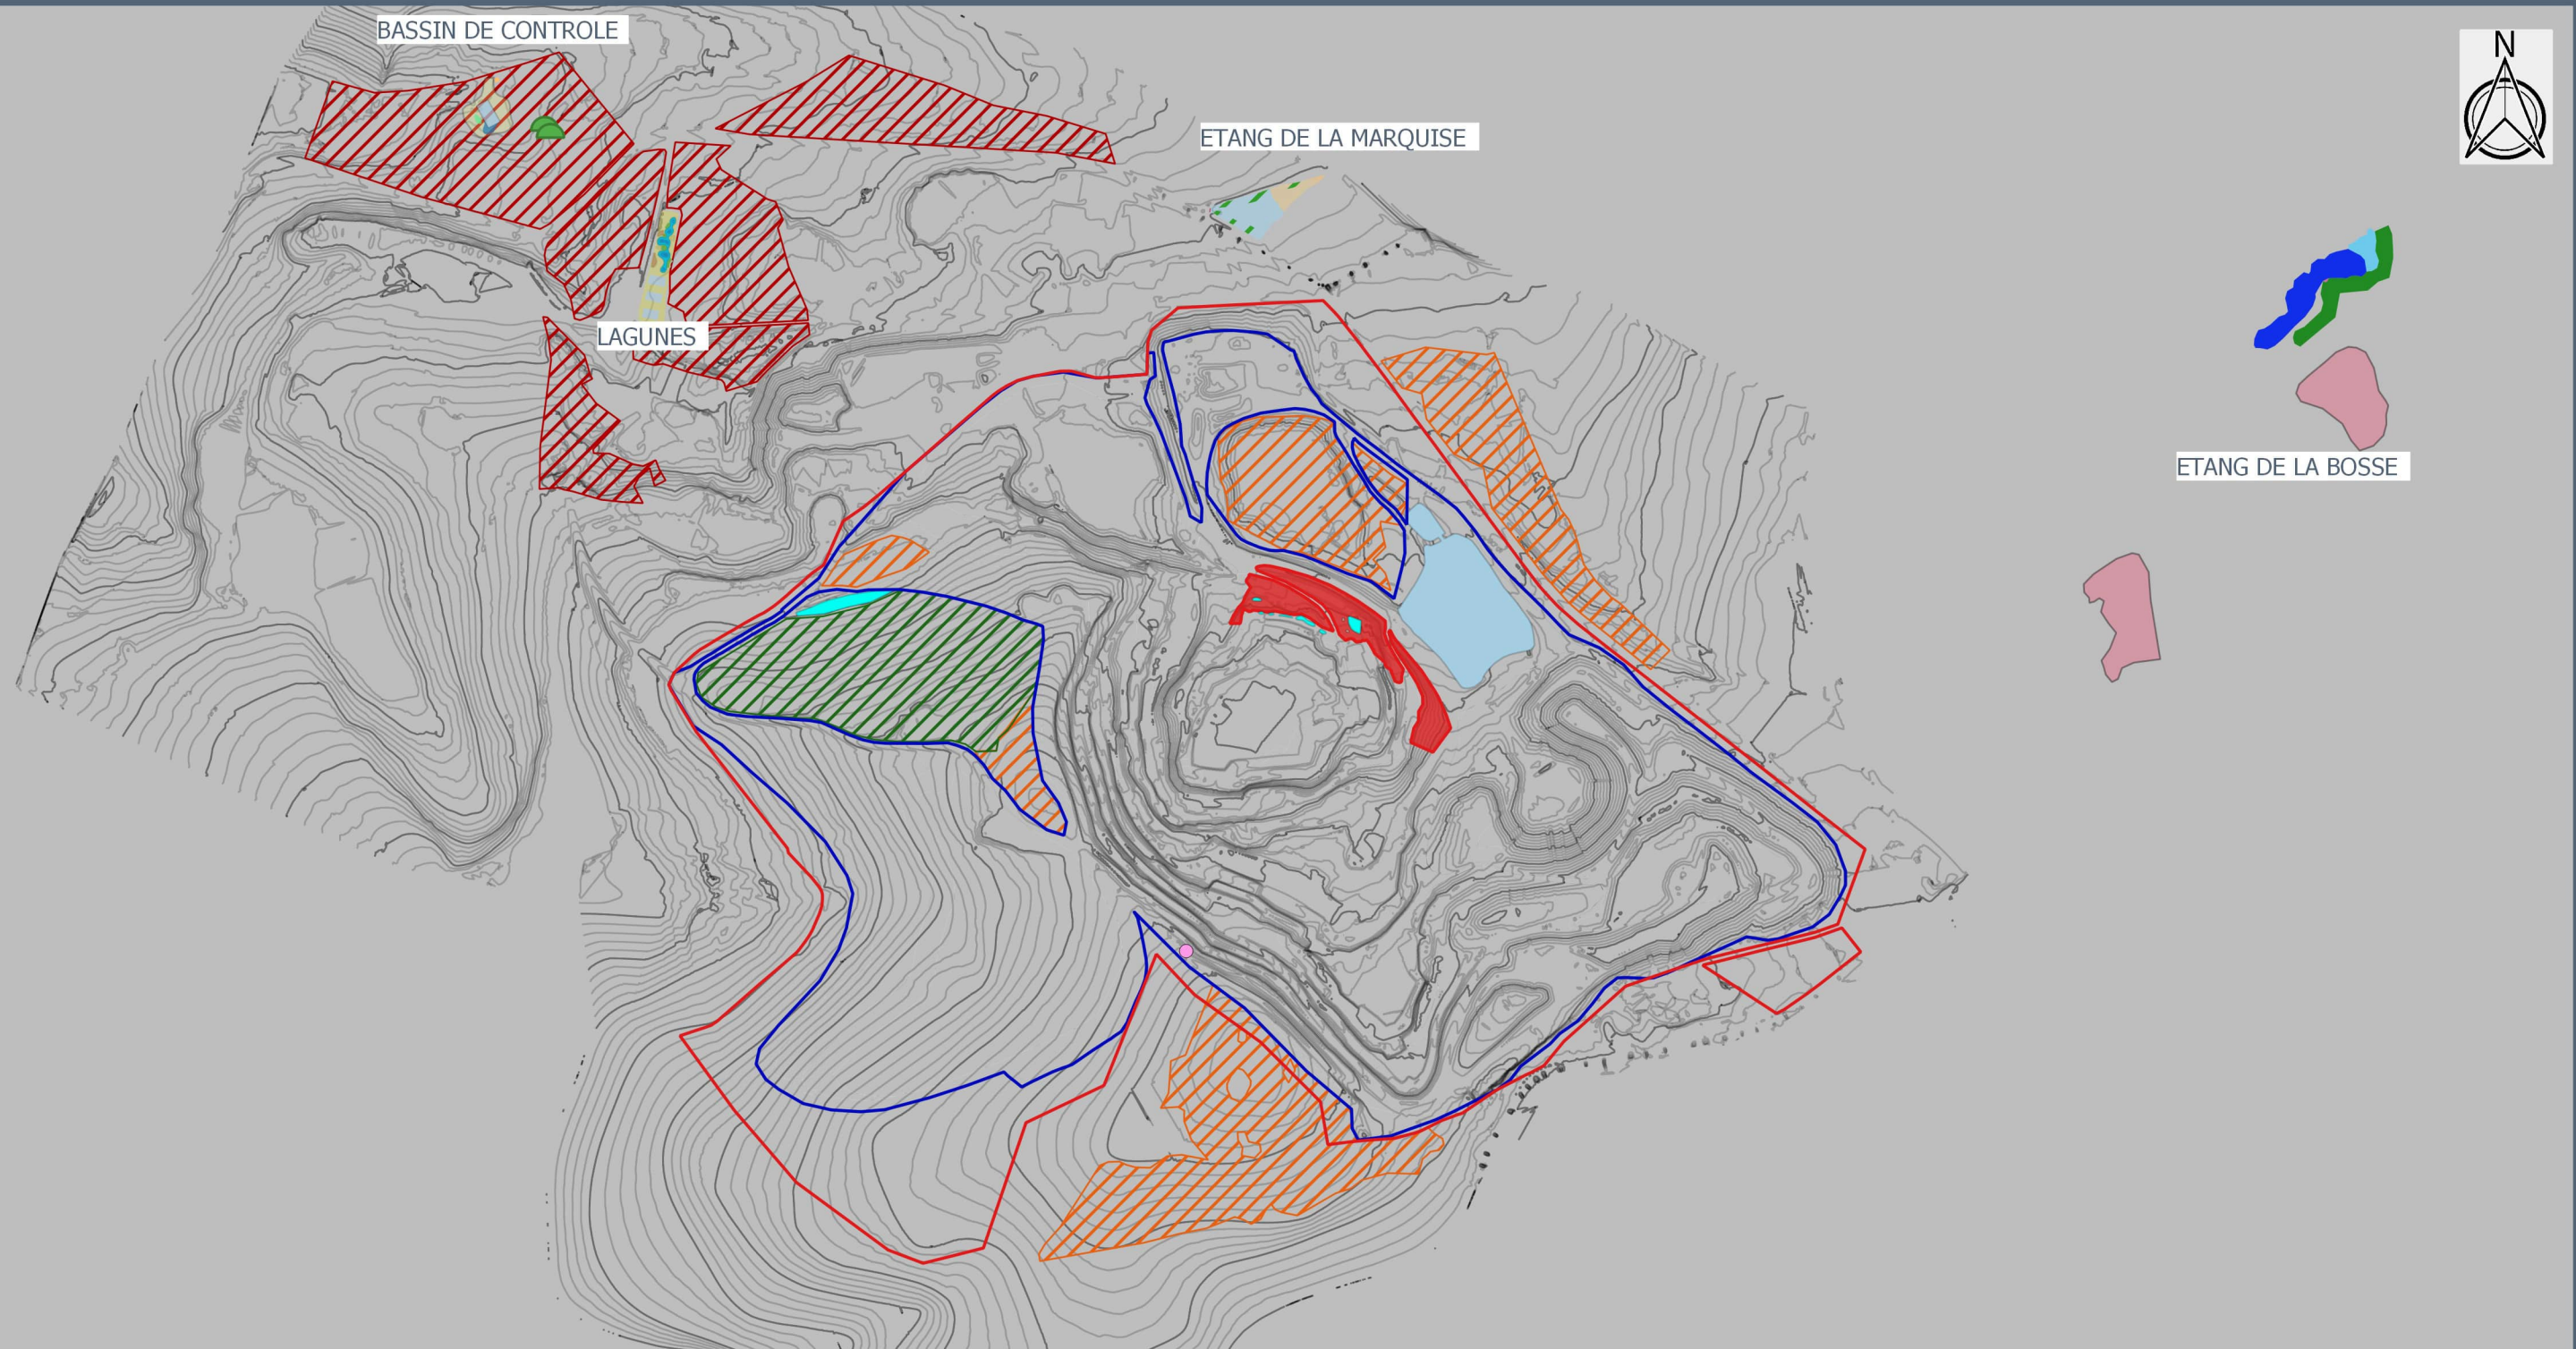 BASSIN DE CONTROLE
N
ETANG DE LA MARQUISE
LAGUNES
ETANG DE LA BOSSE